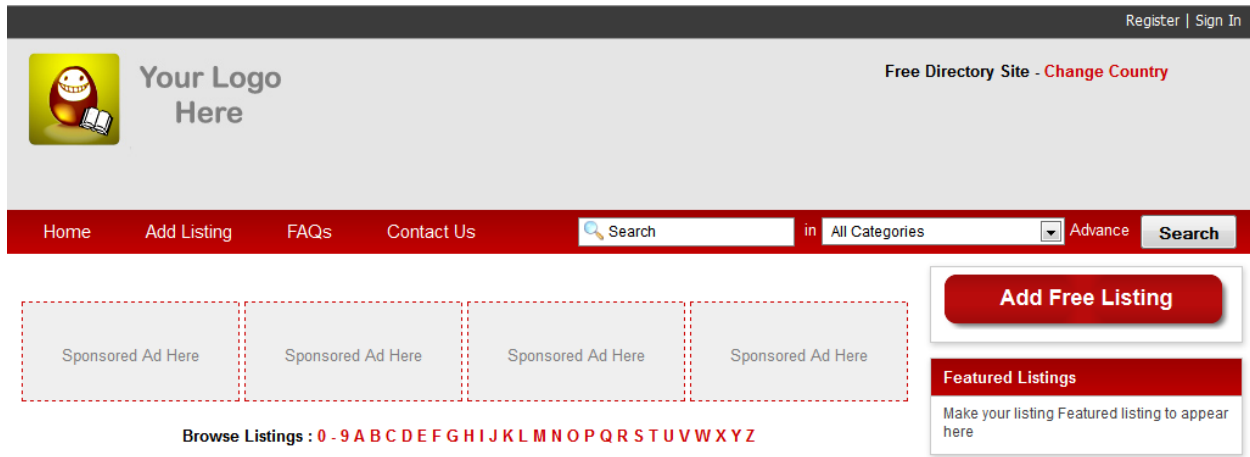 Register | Sign In
Your Logo
Here
Free Directory Site - Change Country
Home Add Listing FAQs Contact Us Search in All Categories Advance Search
Add Free Listing
Sponsored Ad Here Sponsored Ad Here Sponsored Ad Here Sponsored Ad Here
Featured Listings
Make your listing Featured listing to appear
here
Browse Listings : 0 - 9 A B C D E F G H I J K L M N O P Q R S T U V W X Y Z